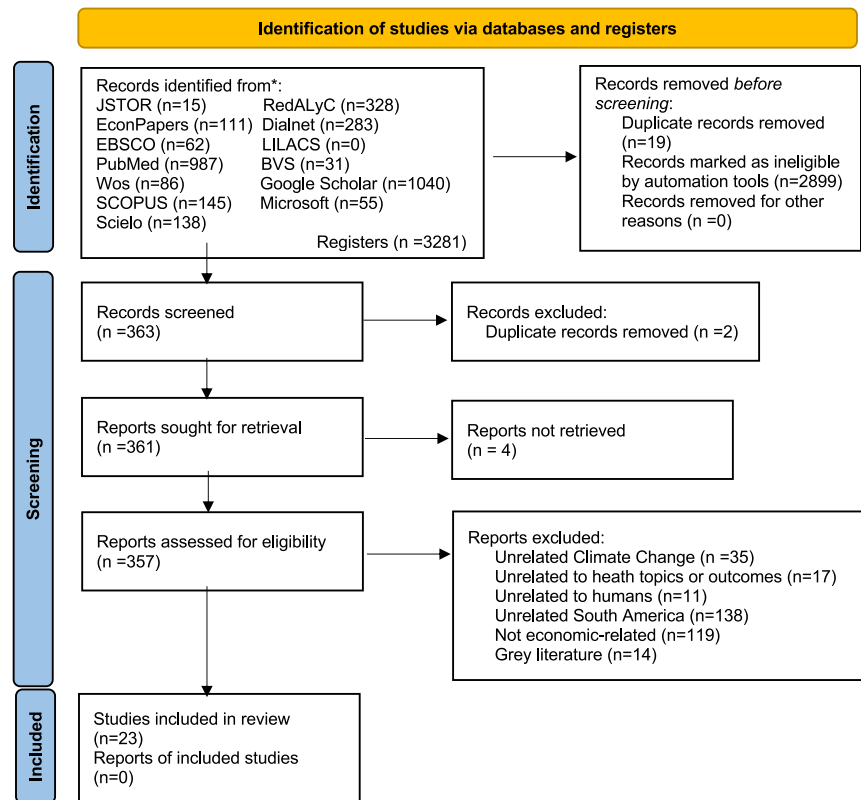 Identification of studies via databases and registers
Identification
Records identified from*:
JSTOR (n=15) RedALyC (n=328)
EconPapers (n=111) Dialnet (n=283)
EBSCO (n=62) LILACS (n=0)
PubMed (n=987) BVS (n=31)
Wos (n=86) Google Scholar (n=1040)
SCOPUS (n=145) Microsoft (n=55)
Scielo (n=138)
Registers (n =3281)
Records removed before
screening:
Duplicate records removed
(n=19)
Records marked as ineligible
by automation tools (n=2899)
Records removed for other
reasons (n =0)
Screening
Records screened
(n =363)
Records excluded:
Duplicate records removed (n =2)
Reports sought for retrieval
(n =361)
Reports not retrieved
(n = 4)
Reports assessed for eligibility
(n =357)
Reports excluded:
Unrelated Climate Change (n =35)
Unrelated to heath topics or outcomes (n=17)
Unrelated to humans (n=11)
Unrelated South America (n=138)
Not economic-related (n=119)
Grey literature (n=14)
Included
Studies included in review
(n=23)
Reports of included studies
(n=0)